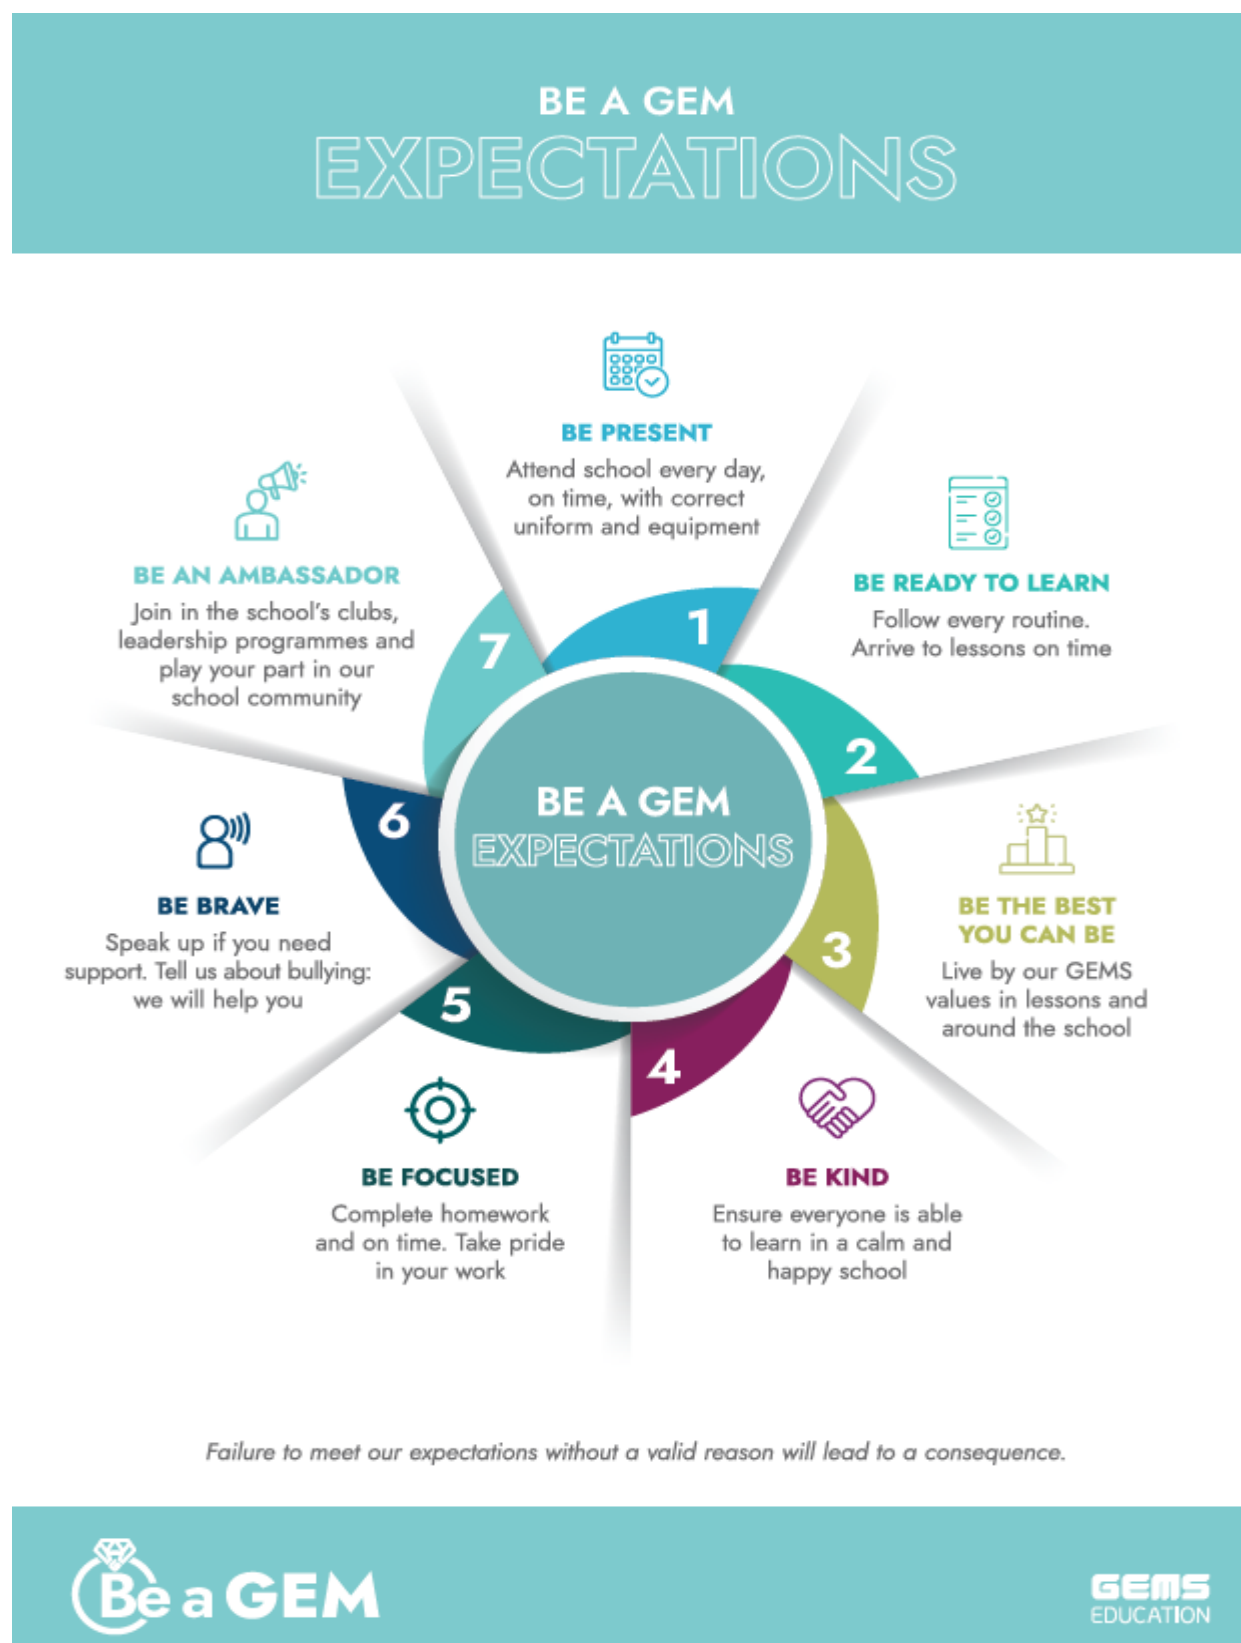 BE A GEM
EXPECTATIONS
BE PRESENT
Attend school every day,
on time, with correct
uniform and equipment
1
BE READY TO LEARN
Follow every routine.
Arrive to lessons on time
2
BE THE BEST
YOU CAN BE
Live by our GEMS
values in lessons and
around the school
3
BE KIND
Ensure everyone is able
to learn in a calm and
happy school
4
BE FOCUSED
Complete homework
and on time. Take pride
in your work
5
BE BRAVE
Speak up if you need
support. Tell us about bullying:
we will help you
6
BE AN AMBASSADOR
Join in the school's clubs,
leadership programmes and
play your part in our
school community
7
BE A GEM
EXPECTATIONS
Failure to meet our expectations without a valid reason will lead to a consequence.
Be a GEM
GEMS
EDUCATION